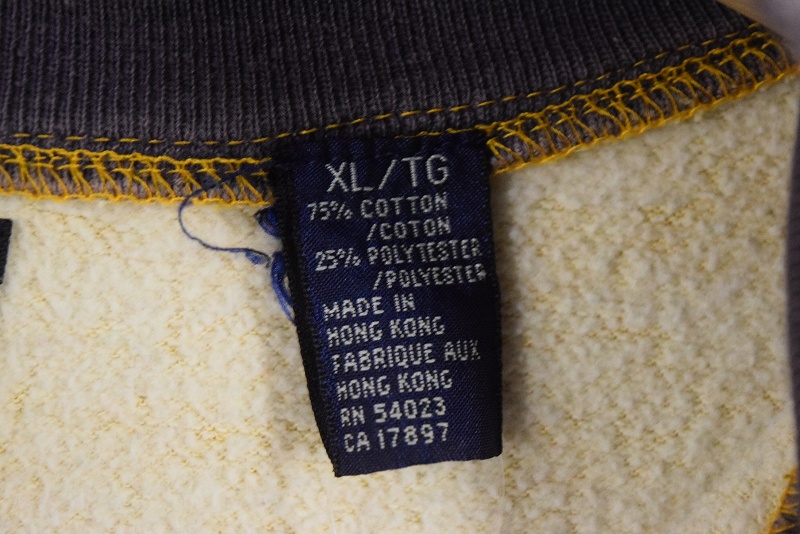 XL/TG
75% COTTON
/COTON
25% POLYTESTER
/POLYESTER
MADE IN
HONG KONG
FABRIQUE AUX
HONG KONG
RN 54023
CA 17897